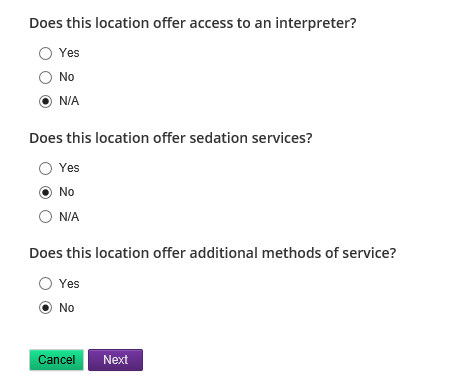 Does this location offer access to an interpreter?
Yes
No
N/A
Does this location offer sedation services?
Yes
No
N/A
Does this location offer additional methods of service?
Yes
No
Cancel Next